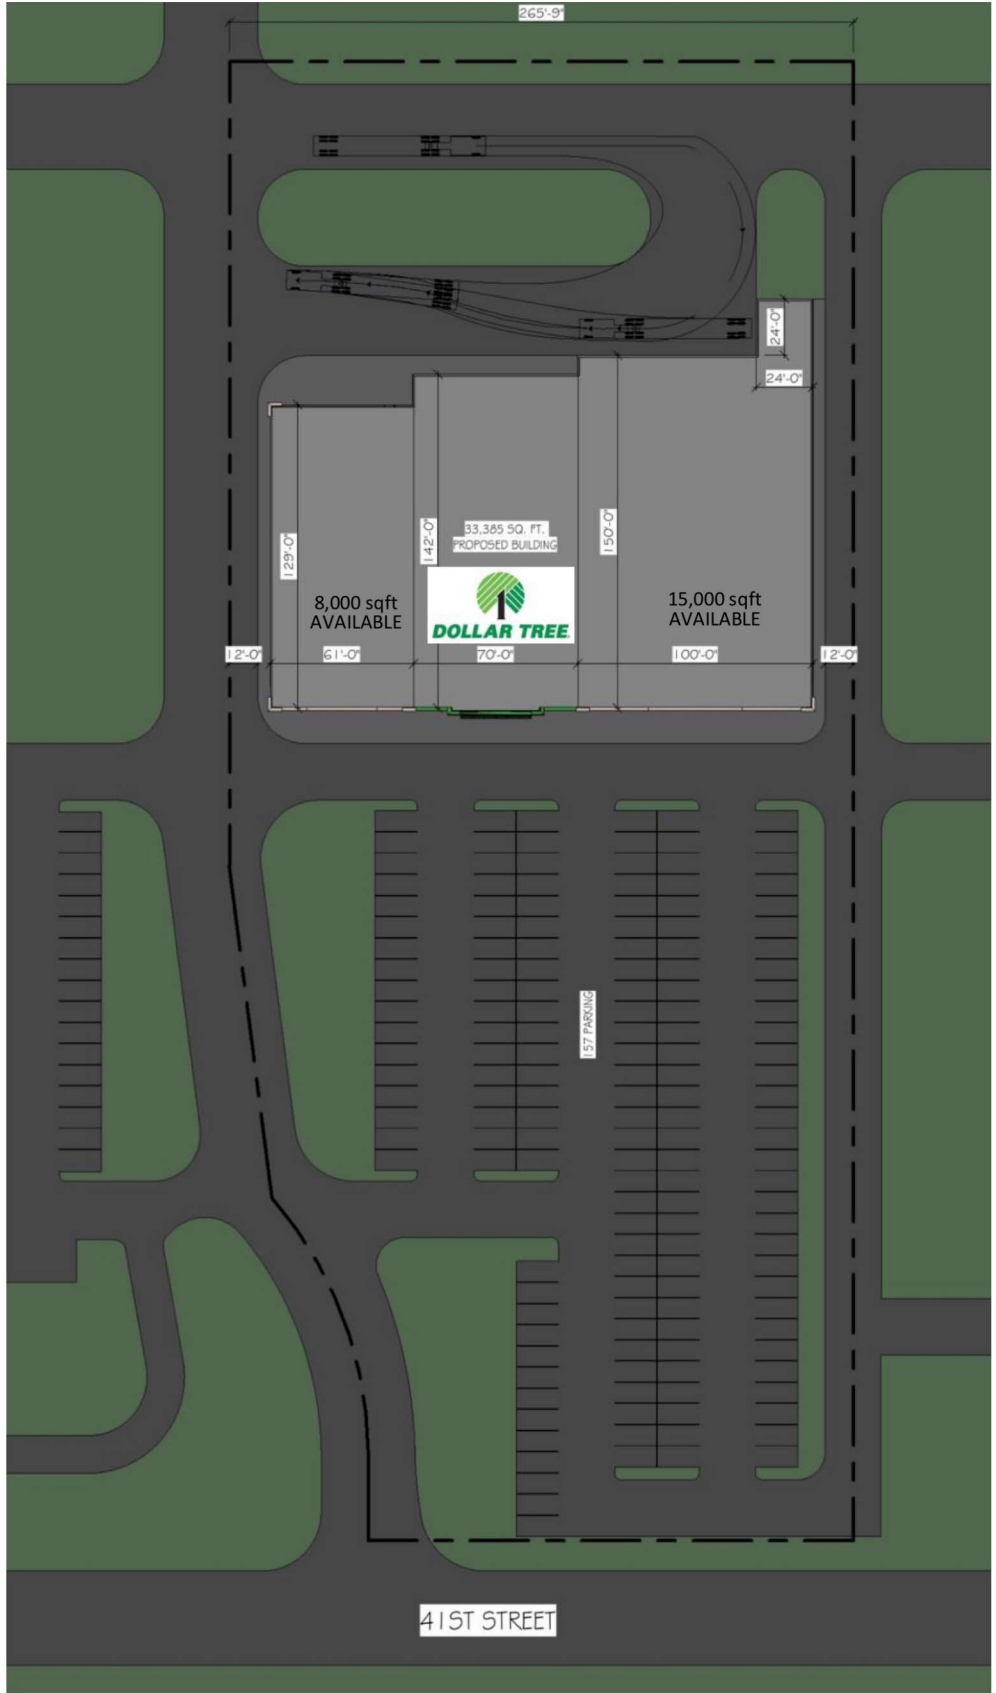 265'-9"
24'-0"
24'-0"
129'-0"
142'-0"
150'-0"
33,385 SQ. FT.
PROPOSED BUILDING
8,000 sqft
AVAILABLE
DOLLAR TREE
15,000 sqft
AVAILABLE
12'-0"
61'-0"
70'-0"
100'-0"
12'-0"
157 PARKING
41ST STREET